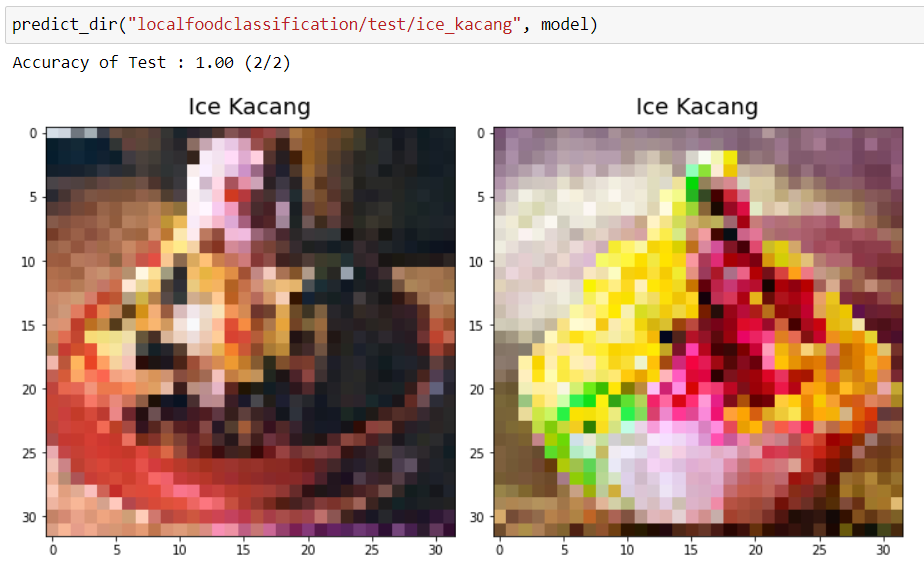 predict_dir("localfoodclassification/test/ice_kacang", model)
Accuracy of Test : 1.00 (2/2)
Ice Kacang
Ice Kacang
0
5
10
15
20
25
30
0 5 10 15 20 25 30
0
5
10
15
20
25
30
0 5 10 15 20 25 30